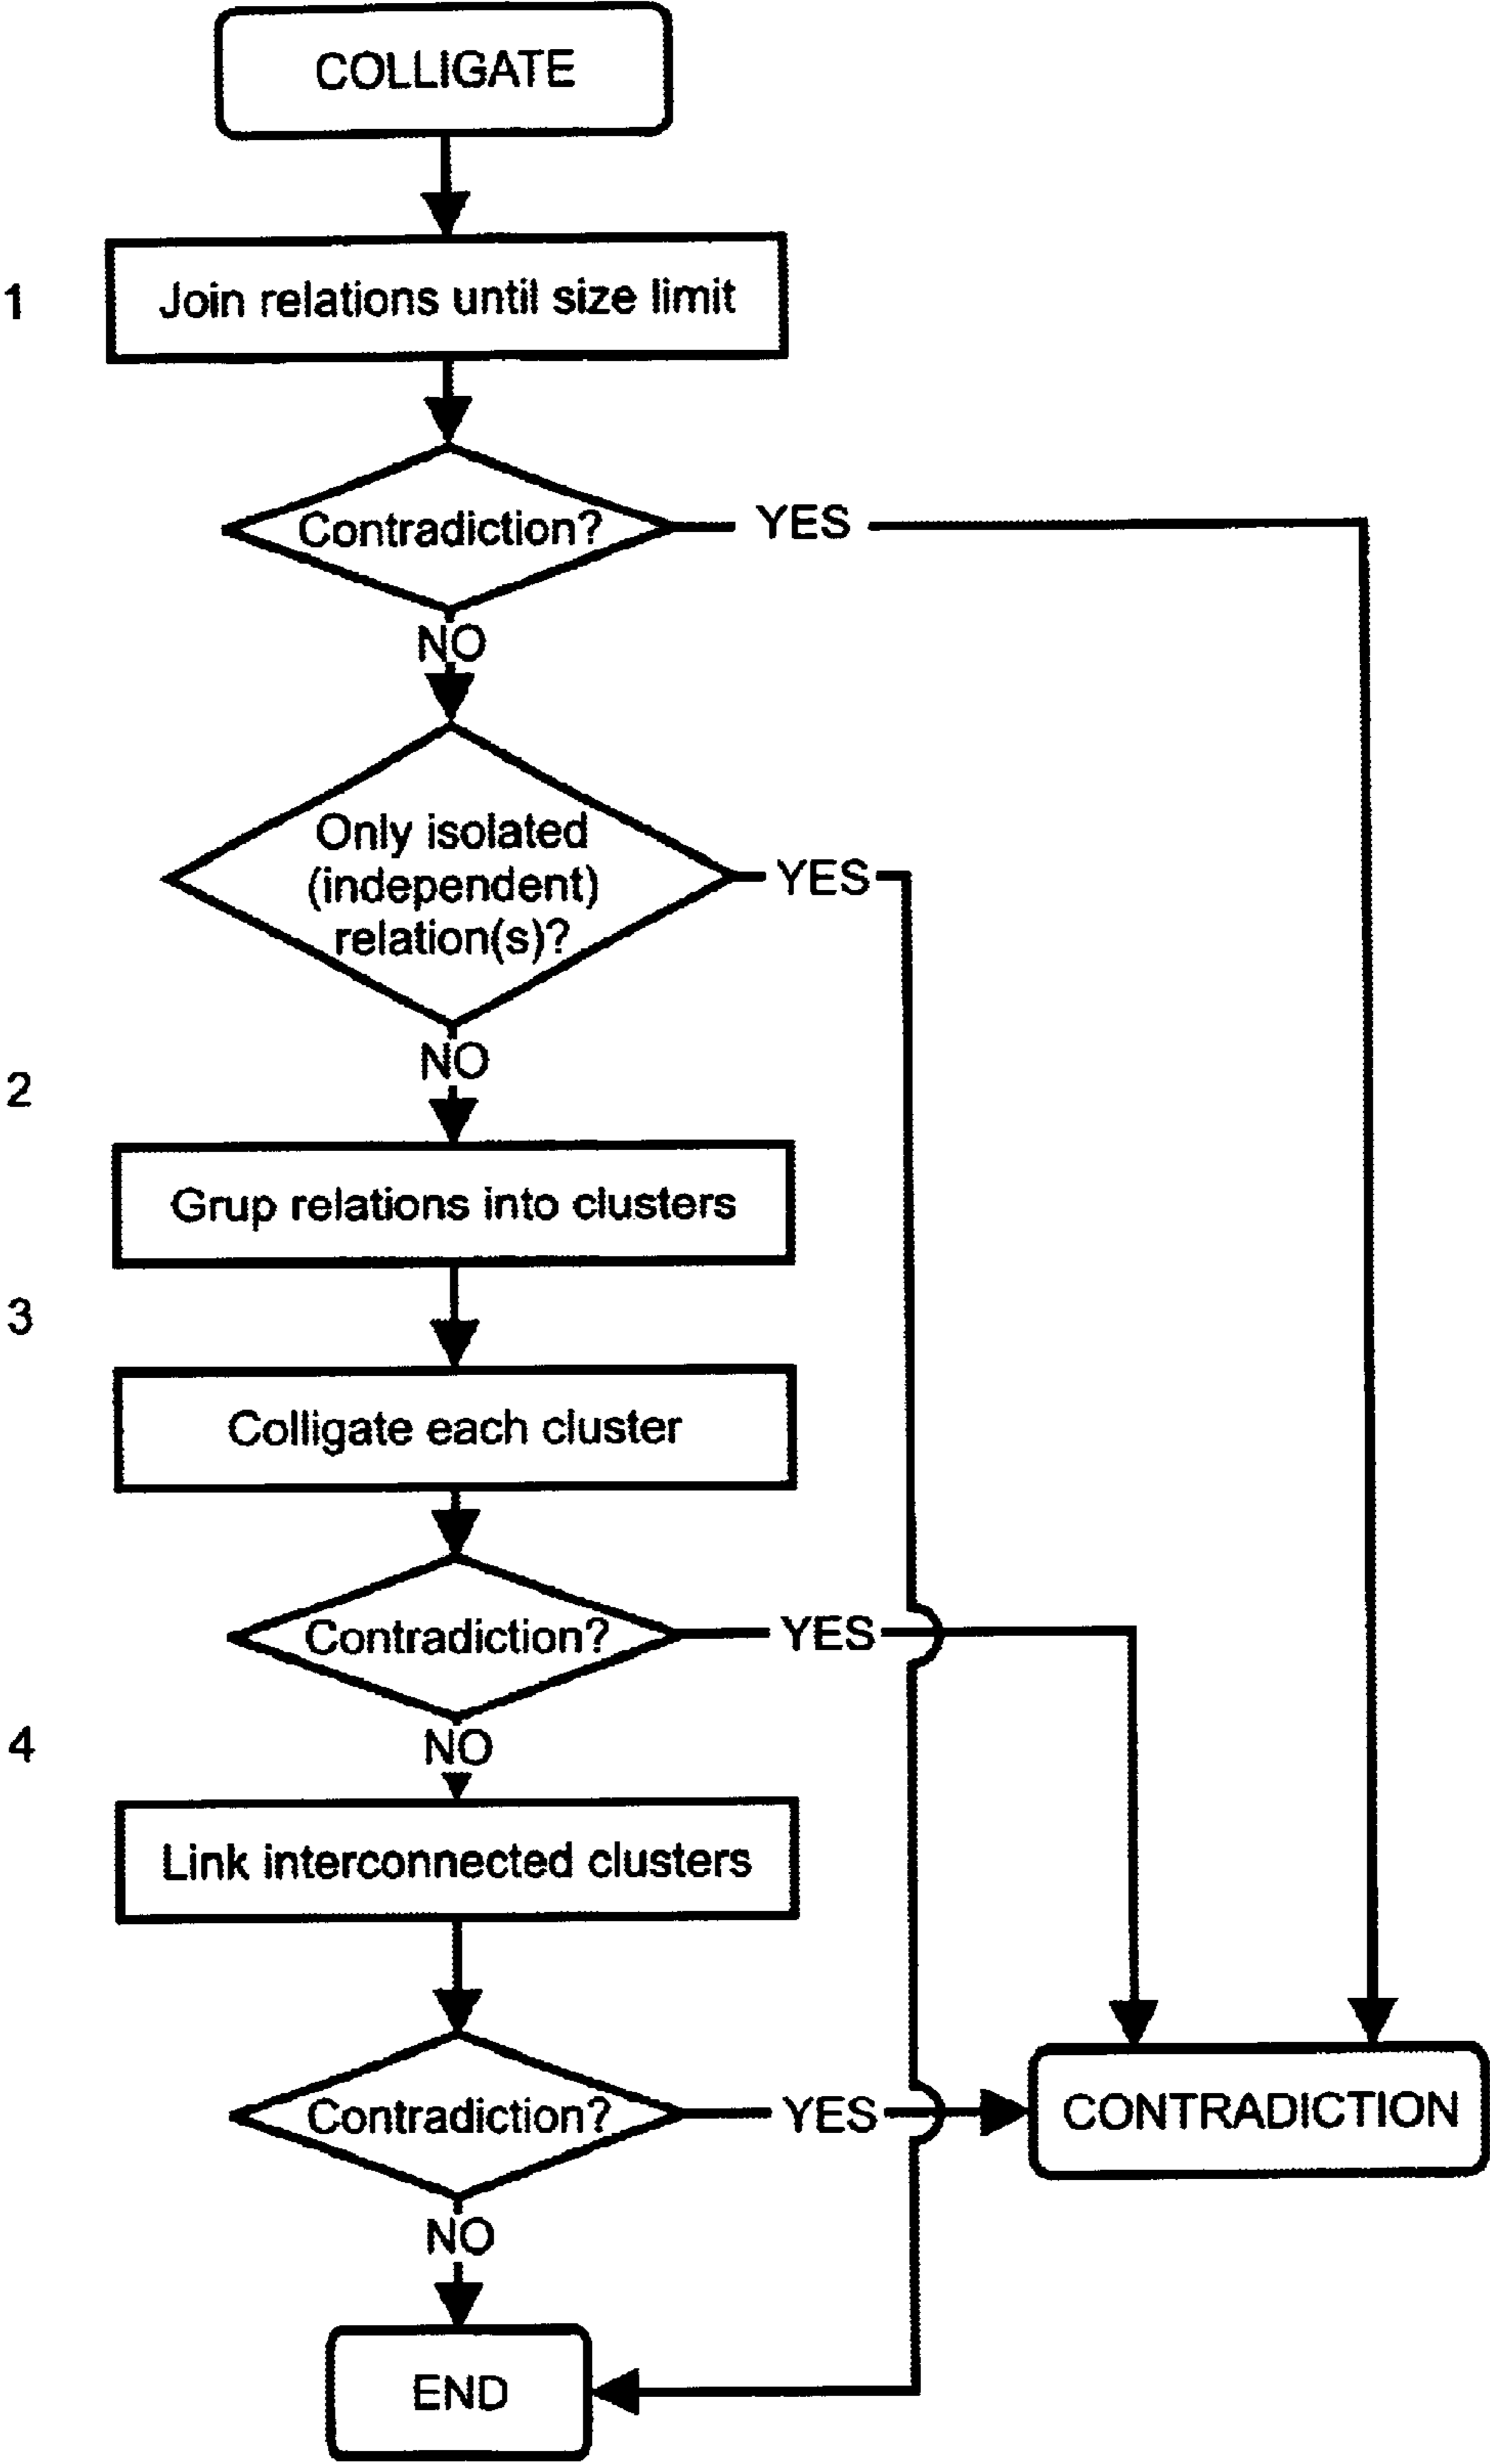 COLLIGATE
1
Join relations until size limit
Contradiction?
YES
NO
Only isolated
(independent)
relation(s)?
YES
NO
2
Grup relations into clusters
3
Colligate each cluster
Contradiction?
YES
NO
4
Link interconnected clusters
Contradiction?
YES
CONTRADICTION
NO
END